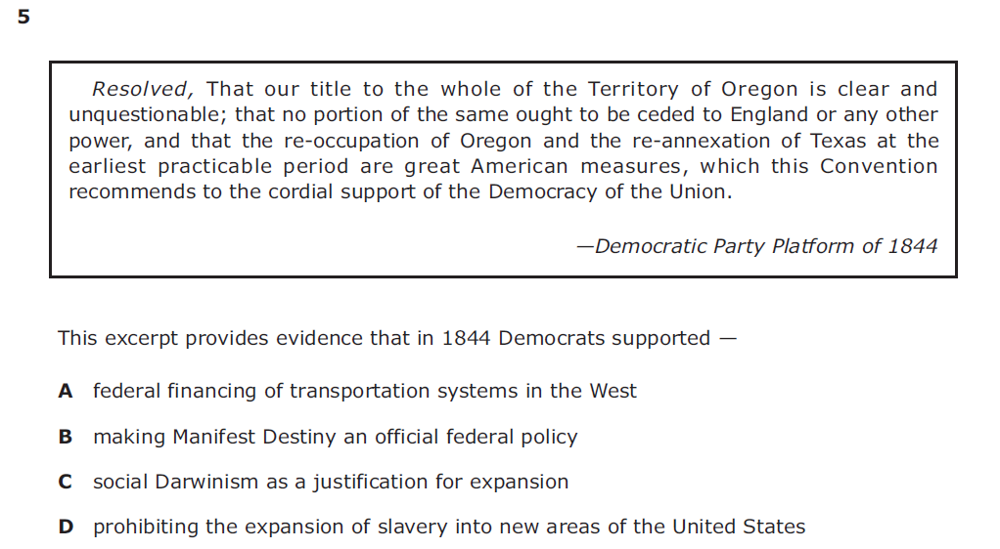 5
Resolved, That our title to the whole of the Territory of Oregon is clear and
unquestionable; that no portion of the same ought to be ceded to England or any other
power, and that the re-occupation of Oregon and the re-annexation of Texas at the
earliest practicable period are great American measures, which this Convention
recommends to the cordial support of the Democracy of the Union.
—Democratic Party Platform of 1844
This excerpt provides evidence that in 1844 Democrats supported —
A federal financing of transportation systems in the West
B making Manifest Destiny an official federal policy
C social Darwinism as a justification for expansion
D prohibiting the expansion of slavery into new areas of the United States